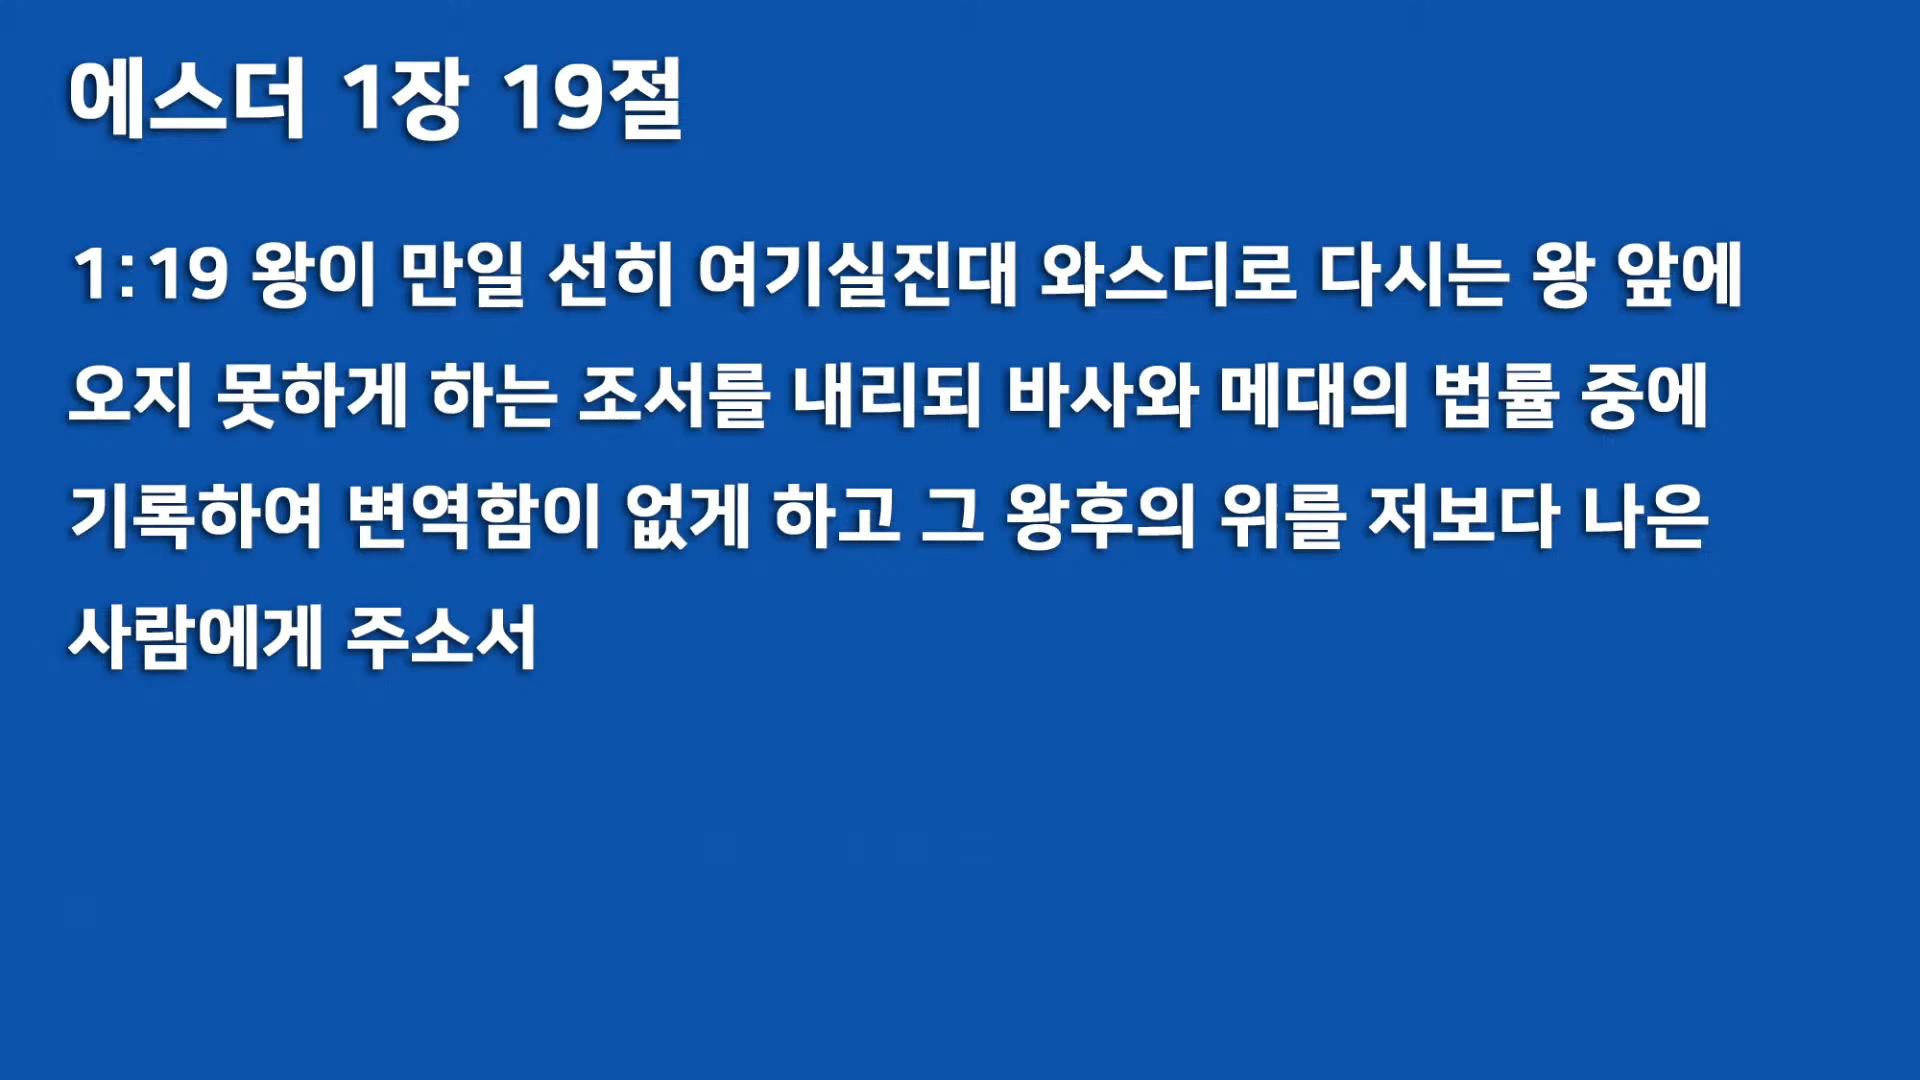 에스더 1장 19절
1:19 왕이 만일 선히 여기실진대 와스디로 다시는 왕 앞에
오지 못하게 하는 조서를 내리되 바사와 메대의 법률 중에
기록하여 변역함이 없게 하고 그 왕후의 위를 저보다 나은
사람에게 주소서